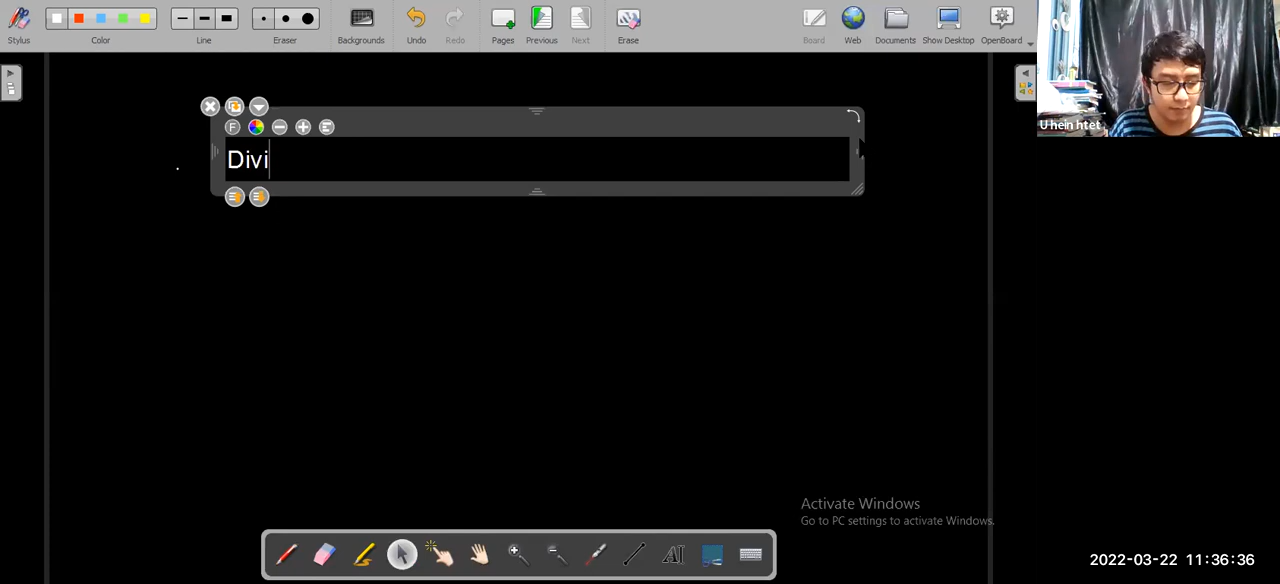 Stylus
Color
Line
Eraser
Backgrounds
Undo
Redo
Pages
Previous
Next
Erase
Board
Web
Documents
Show Desktop
OpenBoard
U hein htet
F
Divi
Activate Windows
Go to PC settings to activate Windows.
AI
2022-03-22 11:36:36